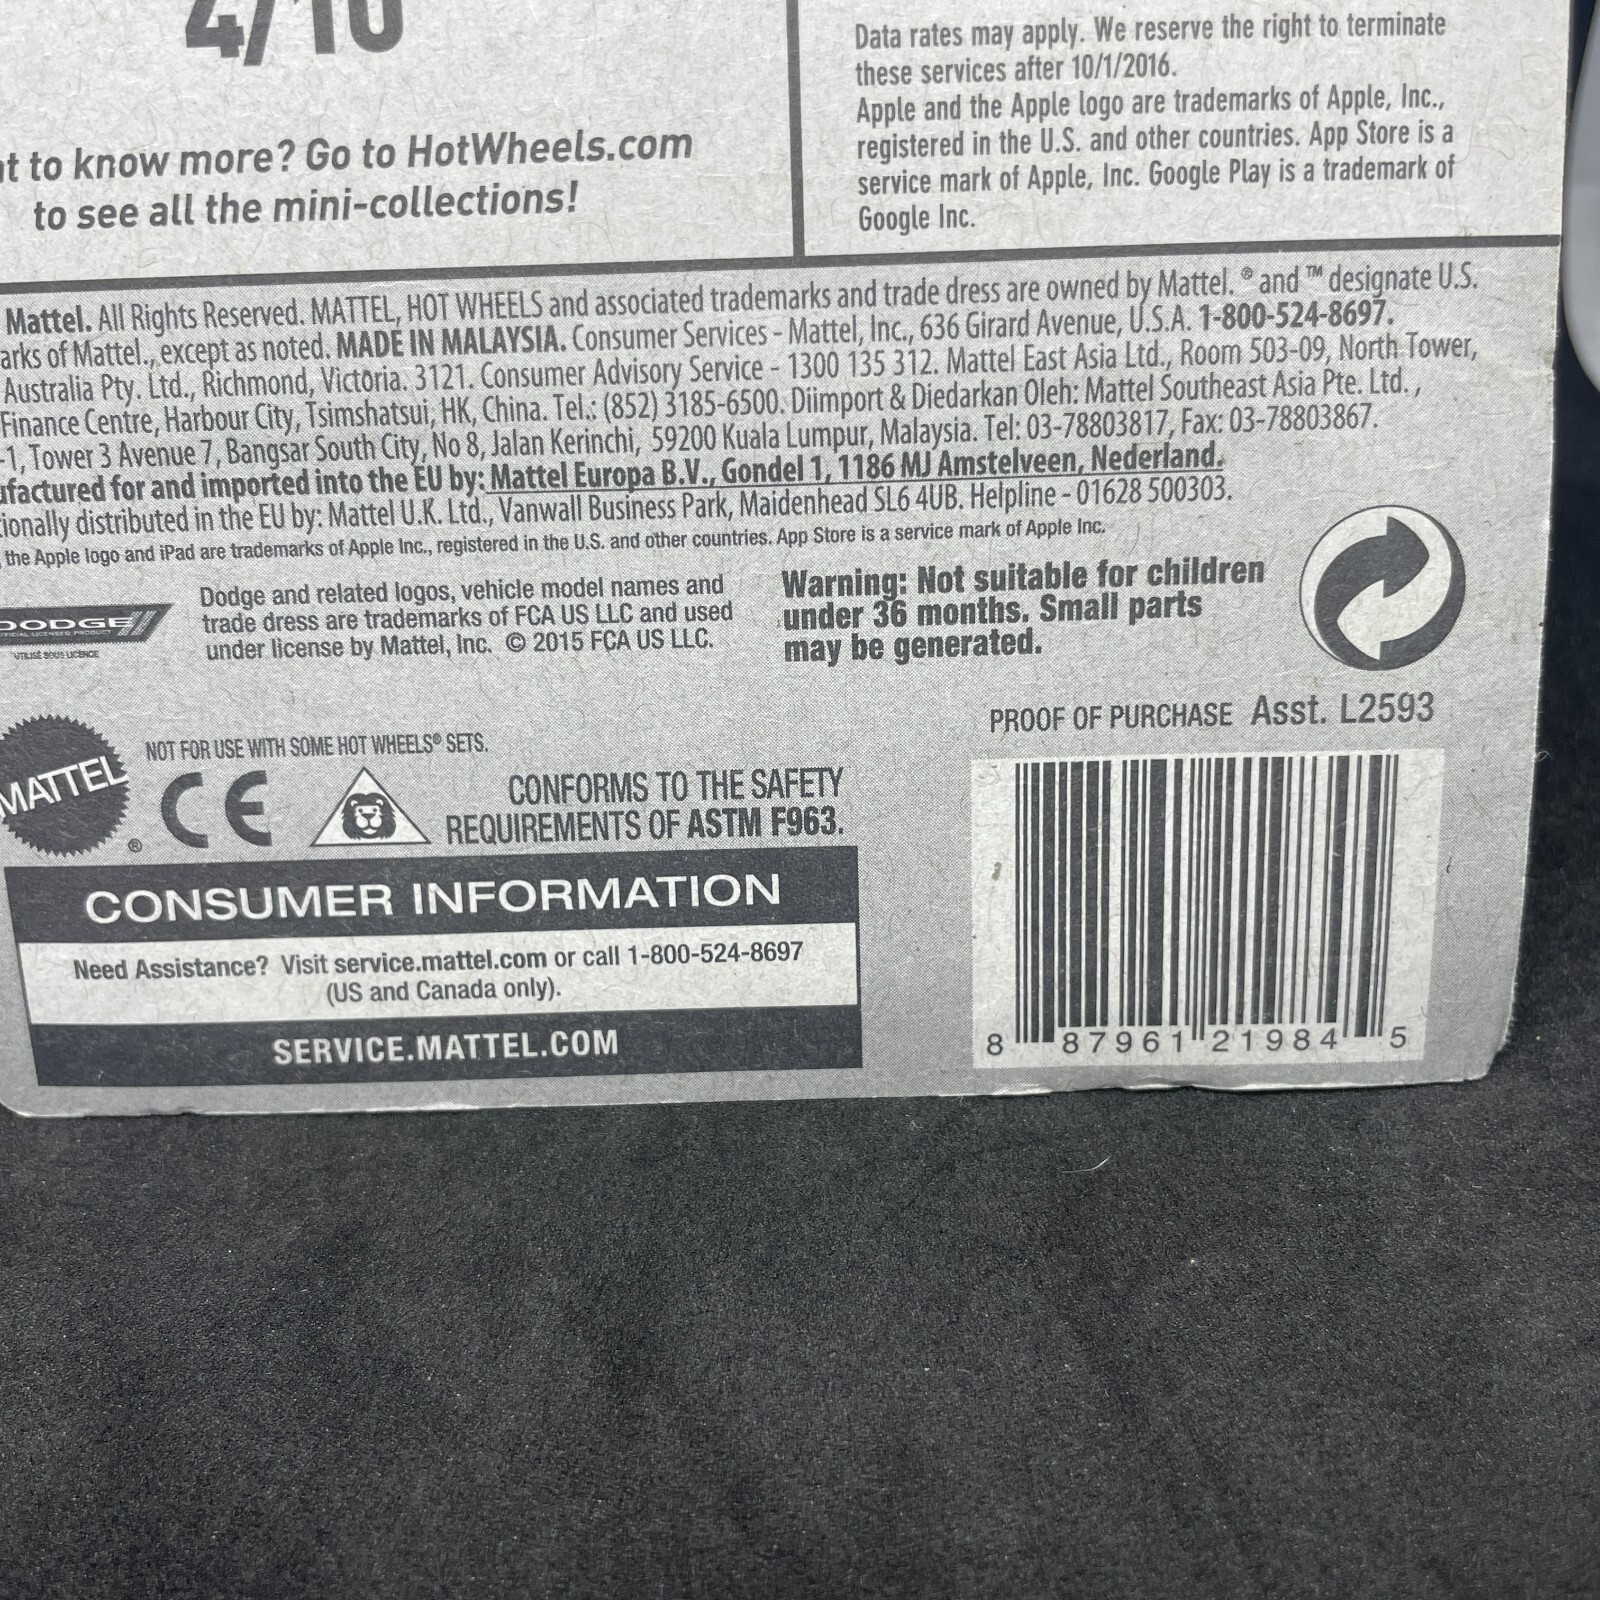 4/10
to know more? Go to HotWheels.com
to see all the mini-collections!
Data rates may apply. We reserve the right to terminate
these services after 10/1/2016.
Apple and the Apple logo are trademarks of Apple, Inc.,
registered in the U.S. and other countries. App Store is a
service mark of Apple, Inc. Google Play is a trademark of
Google Inc.
Mattel. All Rights Reserved. MATTEL, HOT WHEELS and associated trademarks and trade dress are owned by Mattel. ® and ™ designate U.S.
arks of Mattel., except as noted. MADE IN MALAYSIA. Consumer Services - Mattel, Inc., 636 Girard Avenue, U.S.A. 1-800-524-8697.
Australia Pty. Ltd., Richmond, Victoria. 3121. Consumer Advisory Service - 1300 135 312. Mattel East Asia Ltd., Room 503-09, North Tower,
Finance Centre, Harbour City, Tsimshatsui, HK, China. Tel.: (852) 3185-6500. Diimport & Diedarkan Oleh: Mattel Southeast Asia Pte. Ltd.,
-1, Tower 3 Avenue 7, Bangsar South City, No 8, Jalan Kerinchi, 59200 Kuala Lumpur, Malaysia. Tel: 03-78803817, Fax: 03-78803867.
ufactured for and imported into the EU by: Mattel Europa B.V., Gondel 1, 1186 MJ Amstelveen, Nederland.
ionally distributed in the EU by: Mattel U.K. Ltd., Vanwall Business Park, Maidenhead SL6 4UB. Helpline - 01628 500303.
the Apple logo and iPad are trademarks of Apple Inc., registered in the U.S. and other countries. App Store is a service mark of Apple Inc.
DODGE
OFFICIAL LICENSED PRODUCT
UTILISÉ SOUS LICENCE
Dodge and related logos, vehicle model names and
trade dress are trademarks of FCA US LLC and used
under license by Mattel, Inc. © 2015 FCA US LLC.
Warning: Not suitable for children
under 36 months. Small parts
may be generated.
PROOF OF PURCHASE Asst. L2593
MATTEL ®
NOT FOR USE WITH SOME HOT WHEELS® SETS.
CE
CONFORMS TO THE SAFETY
REQUIREMENTS OF ASTM F963.
CONSUMER INFORMATION
Need Assistance? Visit service.mattel.com or call 1-800-524-8697
(US and Canada only).
SERVICE.MATTEL.COM
8 87961 21984 5